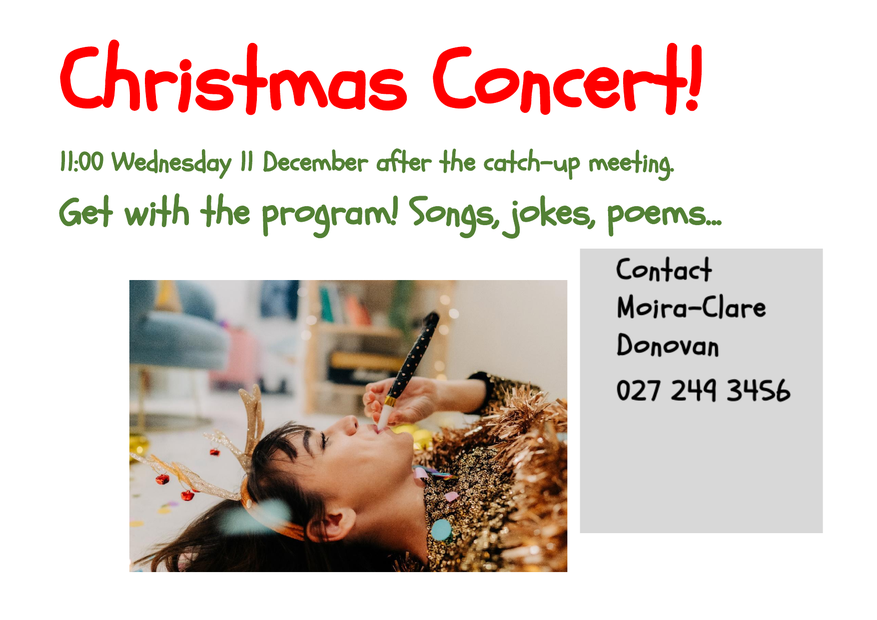 Christmas Concert!
11:00 Wednesday 11 December after the catch-up meeting.
Get with the program! Songs, jokes, poems...
Contact
Moira-Clare
Donovan
027 249 3456